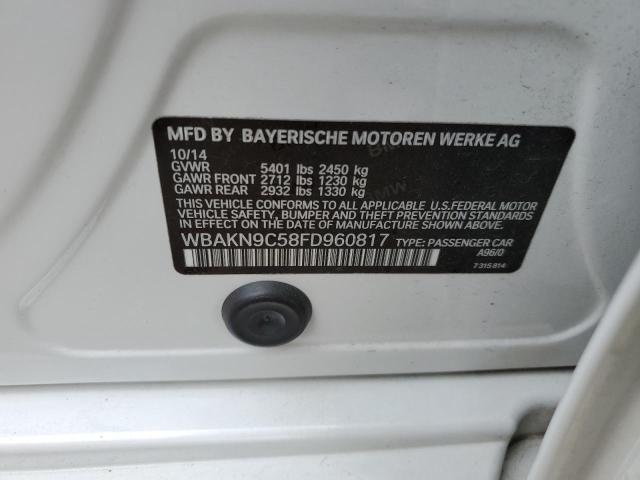 MFD BY BAYERISCHE MOTOREN WERKE AG
10/14
GVWR 5401 lbs 2450 kg
GAWR FRONT 2712 lbs 1230 kg
GAWR REAR 2932 lbs 1330 kg
THIS VEHICLE CONFORMS TO ALL APPLICABLE U.S.FEDERAL MOTOR
VEHICLE SAFETY, BUMPER AND THEFT PREVENTION STANDARDS
IN EFFECT ON THE DATE OF MANUFACTURE SHOWN ABOVE.
WBAKN9C58FD960817 TYPE: PASSENGER CAR
A96/0
7 315 814